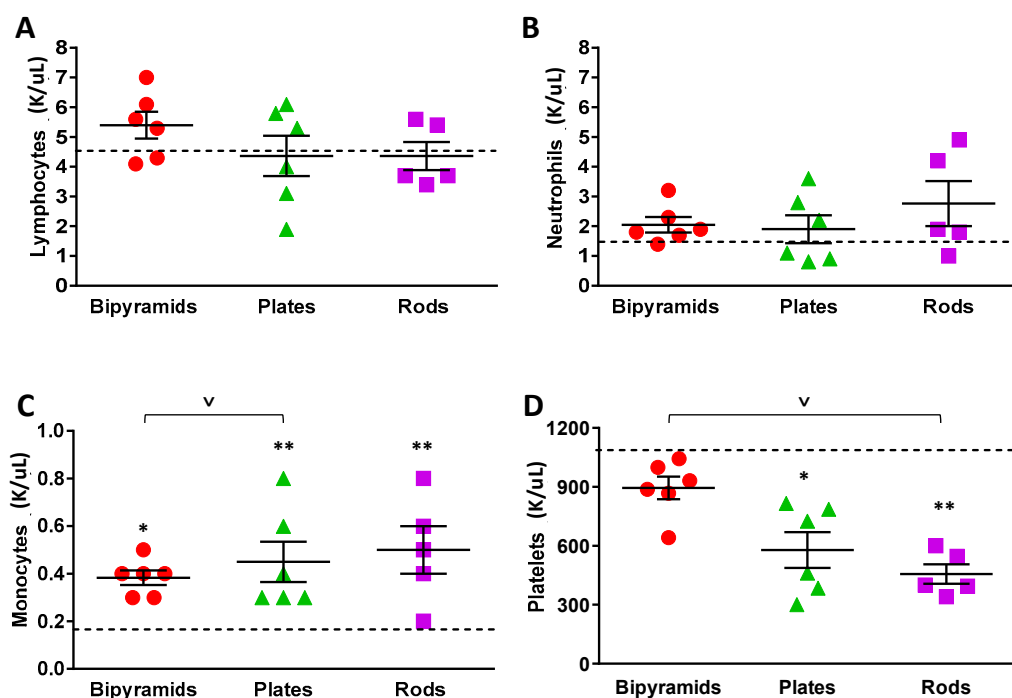 A
Lymphocytes (K/uL)
8
7
6
5
4
3
2
1
0
Bipyramids Plates Rods
B
Neutrophils (K/uL)
8
7
6
5
4
3
2
1
0
Bipyramids Plates Rods
C
v
Monocytes (K/uL)
1.0
0.8
0.6
0.4
0.2
0.0
*
**
**
Bipyramids Plates Rods
D
v
Platelets (K/uL)
1200
900
600
300
0
*
**
Bipyramids Plates Rods